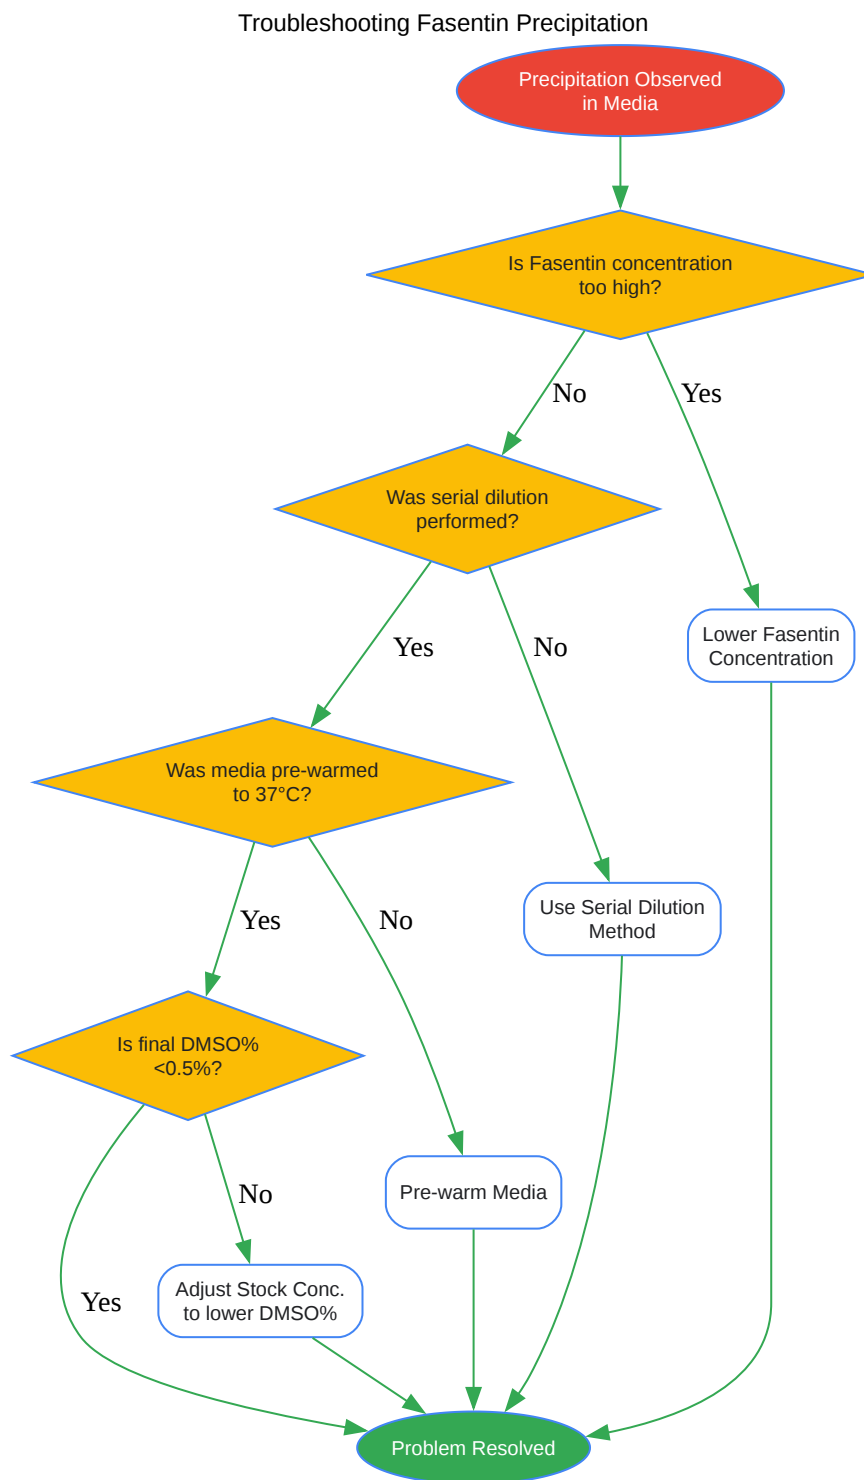 Troubleshooting Fasentin Precipitation
Precipitation Observed
in Media
Is Fasentin concentration
too high?
No
Yes
Was serial dilution
performed?
Yes
No
Lower Fasentin
Concentration
Was media pre-warmed
to 37°C?
Yes
No
Use Serial Dilution
Method
Is final DMSO%
<0.5%?
No
Pre-warm Media
Yes
Adjust Stock Conc.
to lower DMSO%
Problem Resolved